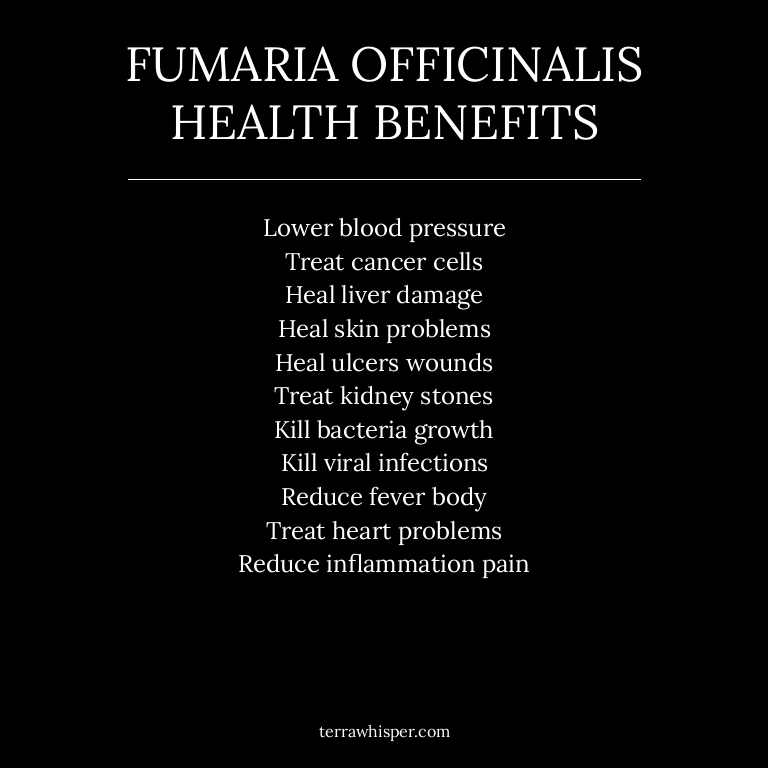 FUMARIA OFFICINALIS
HEALTH BENEFITS
Lower blood pressure
Treat cancer cells
Heal liver damage
Heal skin problems
Heal ulcers wounds
Treat kidney stones
Kill bacteria growth
Kill viral infections
Reduce fever body
Treat heart problems
Reduce inflammation pain
terrawhisper.com